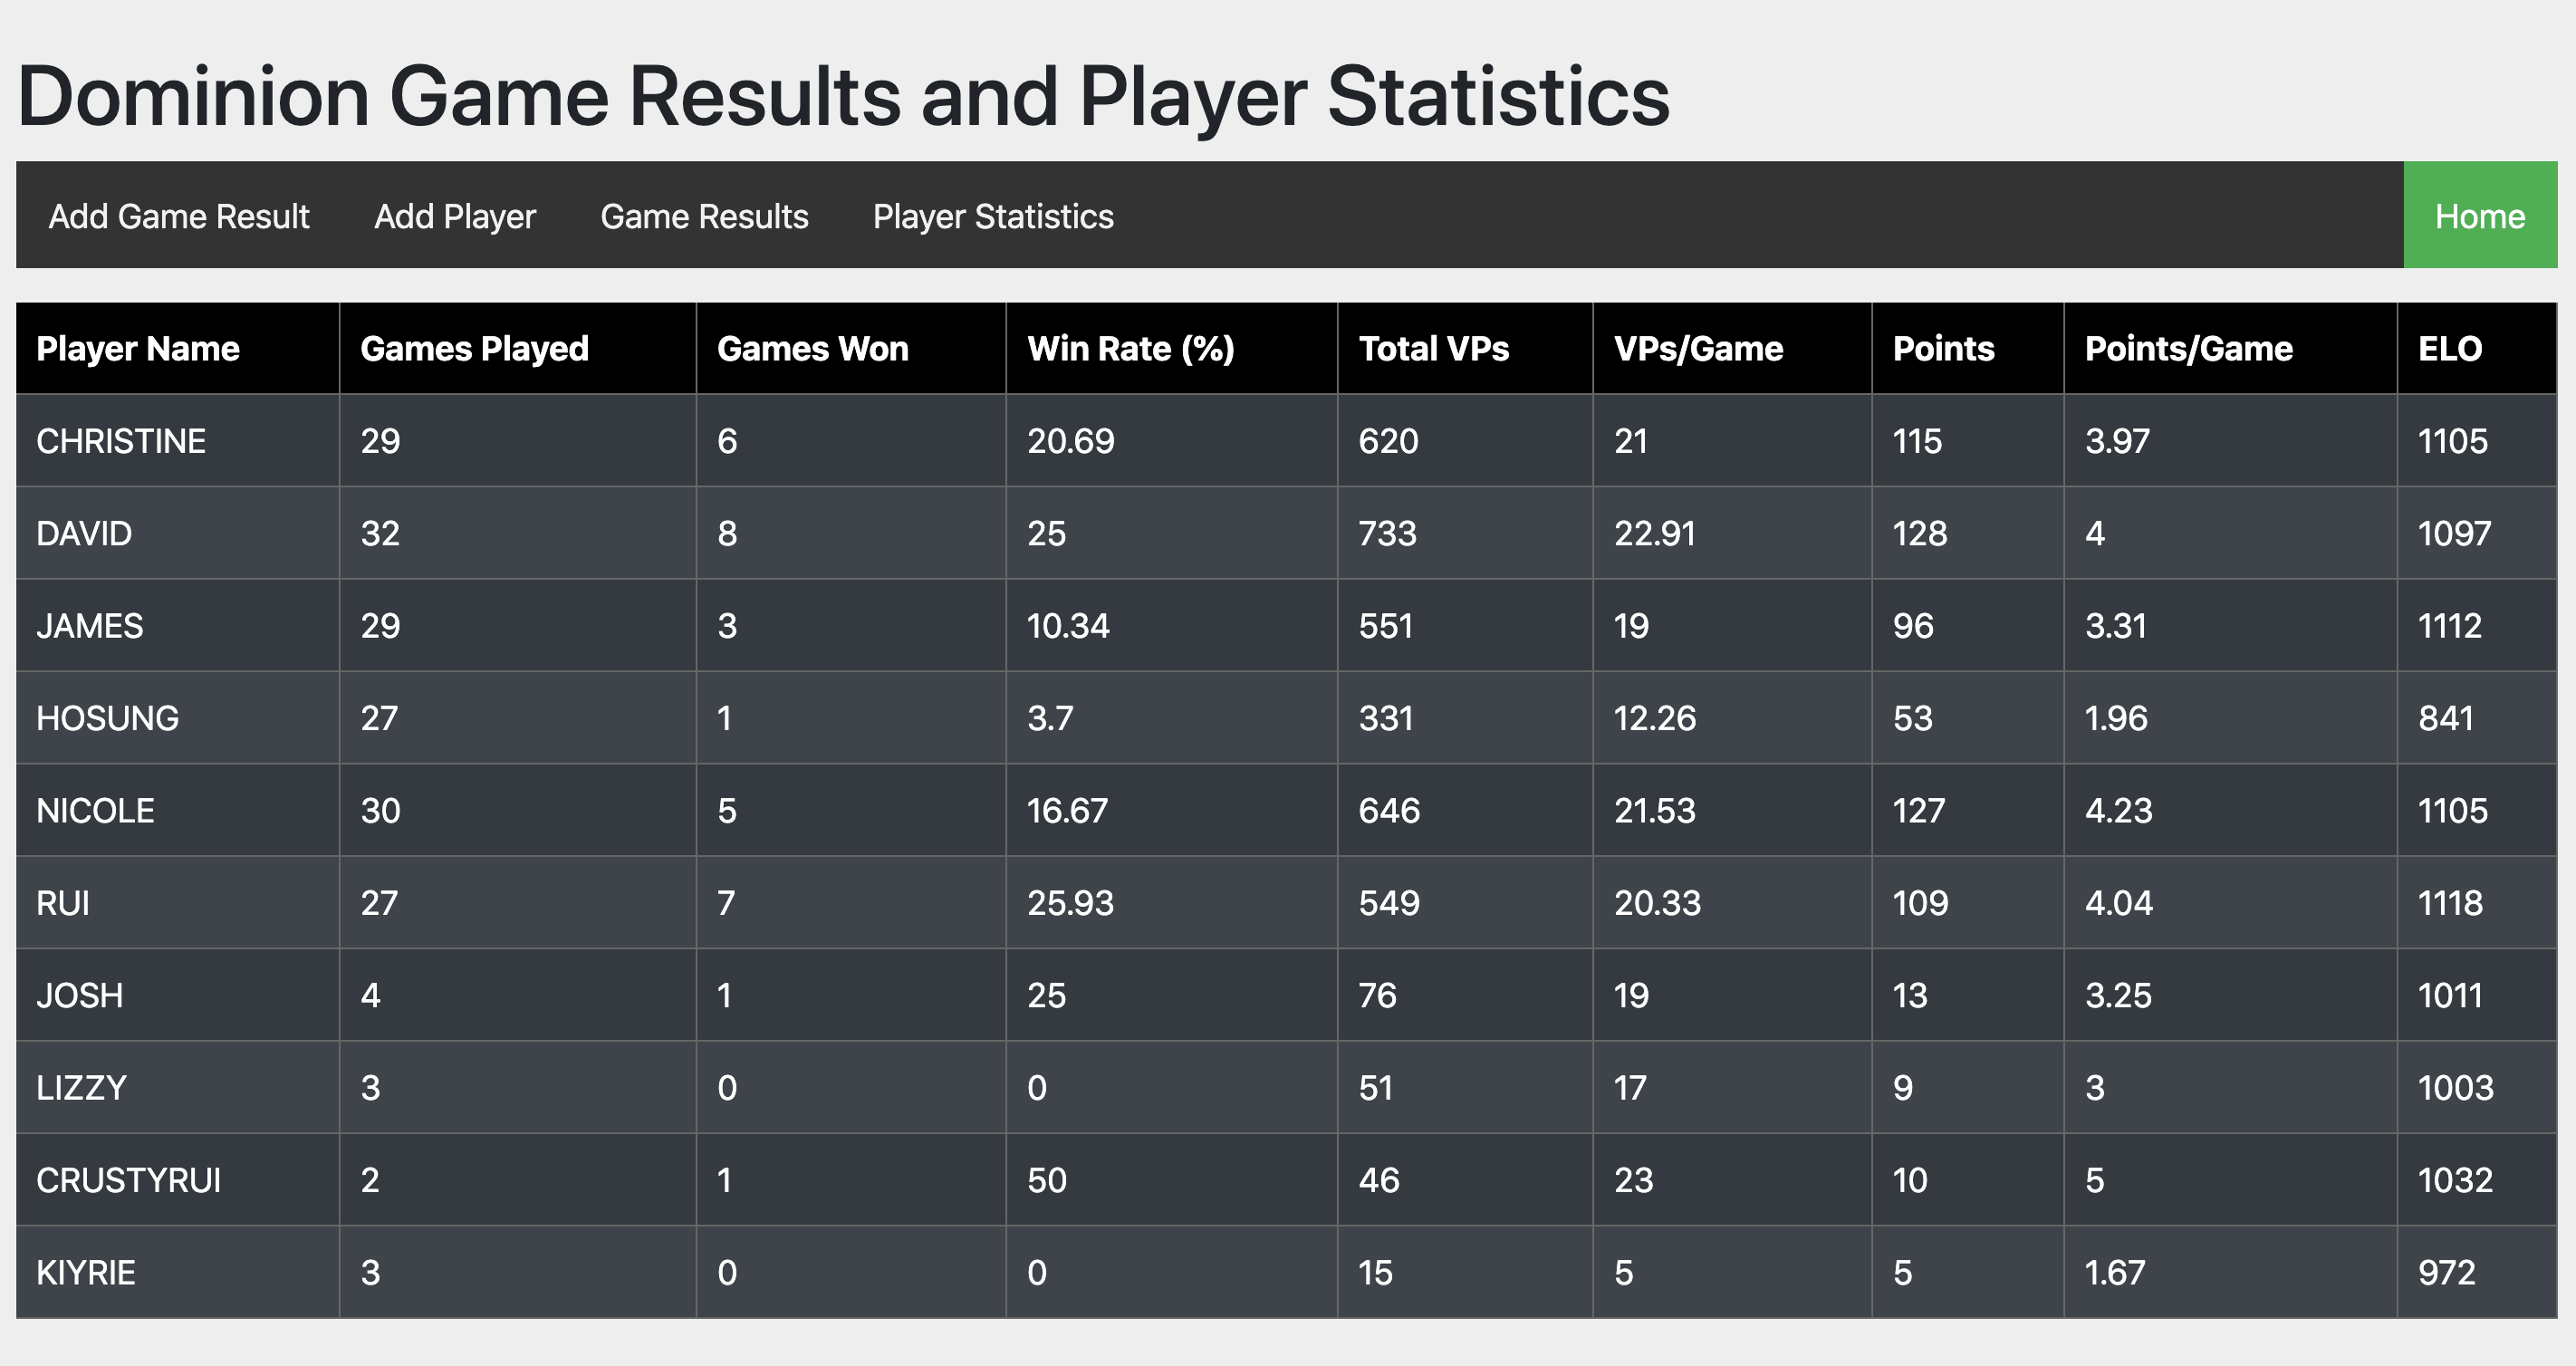 Dominion Game Results and Player Statistics
Add Game Result Add Player Game Results Player Statistics Home
Player Name Games Played Games Won Win Rate (%) Total VPs VPs/Game Points Points/Game ELO
CHRISTINE 29 6 20.69 620 21 115 3.97 1105
DAVID 32 8 25 733 22.91 128 4 1097
JAMES 29 3 10.34 551 19 96 3.31 1112
HOSUNG 27 1 3.7 331 12.26 53 1.96 841
NICOLE 30 5 16.67 646 21.53 127 4.23 1105
RUI 27 7 25.93 549 20.33 109 4.04 1118
JOSH 4 1 25 76 19 13 3.25 1011
LIZZY 3 0 0 51 17 9 3 1003
CRUSTYRUI 2 1 50 46 23 10 5 1032
KIYRIE 3 0 0 15 5 5 1.67 972